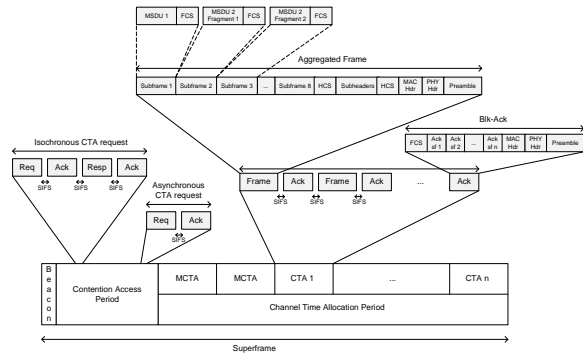 MSDU 1 FCS MSDU 2 Fragment 1 FCS MSDU 2 Fragment 2 FCS
Aggregated Frame
Subframe 1 Subframe 2 Subframe 3 ... Subframe 8 HCS Subheaders HCS MAC Hdr PHY Hdr Preamble
Blk-Ack
FCS Ack sf 1 Ack sf 2 ... Ack sf n MAC Hdr PHY Hdr Preamble
Isochronous CTA request
Req Ack Resp Ack
SIFS SIFS SIFS
Asynchronous CTA request
Req Ack
SIFS
Frame Ack Frame Ack ... Ack
SIFS SIFS SIFS
Beacon
Contention Access Period
MCTA MCTA CTA 1 ... CTA n
Channel Time Allocation Period
Superframe